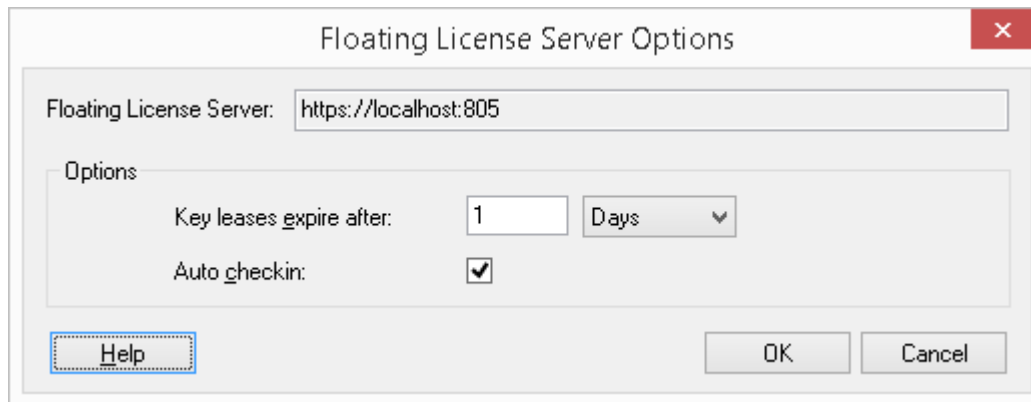 Floating License Server Options
Floating License Server: https://localhost:805
Options
Key leases expire after: 1 Days
Auto checkin:
Help OK Cancel